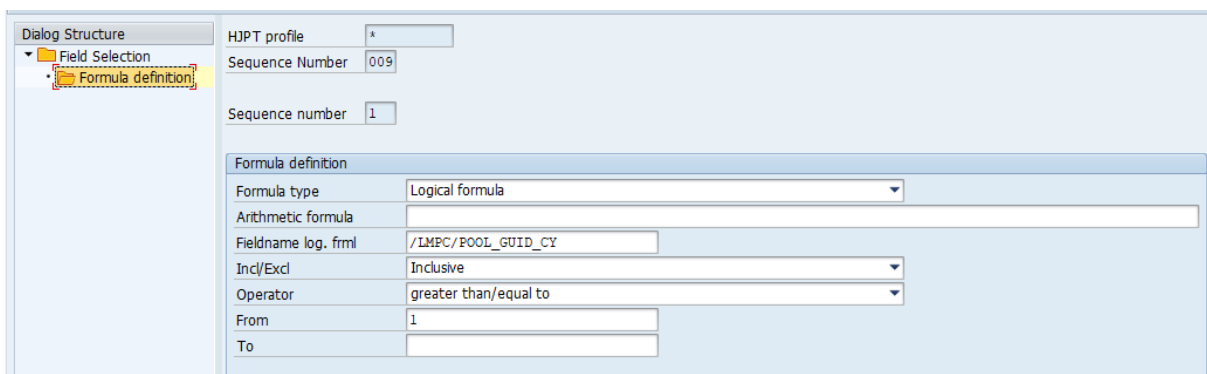 Dialog Structure
Field Selection
Formula definition
HJPT profile *
Sequence Number 009
Sequence number 1
Formula definition
Formula type Logical formula
Arithmetic formula
Fieldname log. frml /LMPC/POOL_GUID_CY
Incl/Excl Inclusive
Operator greater than/equal to
From 1
To